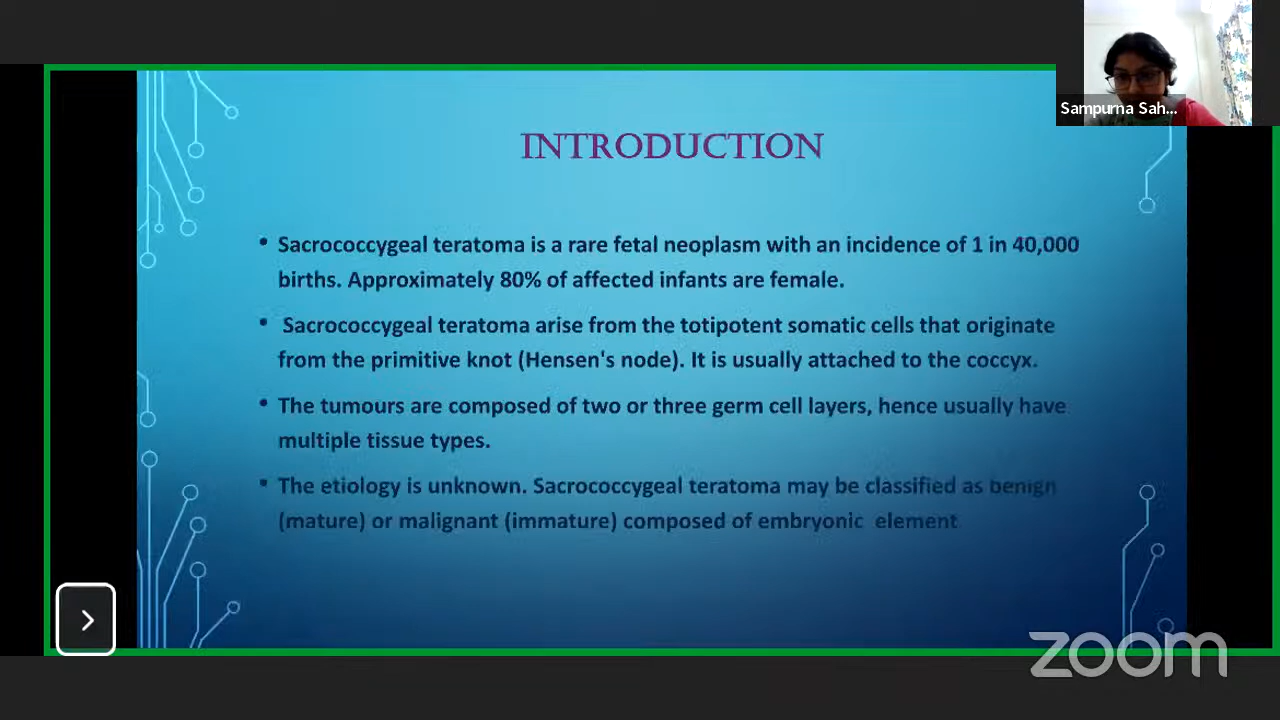 Sampurna Sah...
INTRODUCTION
• Sacrococcygeal teratoma is a rare fetal neoplasm with an incidence of 1 in 40,000
births. Approximately 80% of affected infants are female.
• Sacrococcygeal teratoma arise from the totipotent somatic cells that originate
from the primitive knot (Hensen's node). It is usually attached to the coccyx.
• The tumours are composed of two or three germ cell layers, hence usually have
multiple tissue types.
• The etiology is unknown. Sacrococcygeal teratoma may be classified as benign
(mature) or malignant (immature) composed of embryonic element
zoom